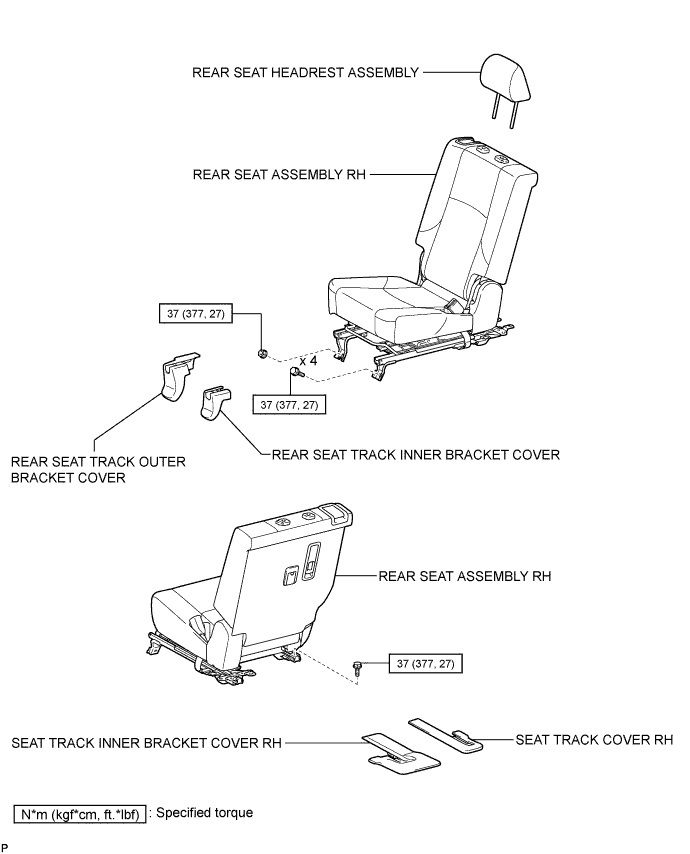 REAR SEAT HEADREST ASSEMBLY
REAR SEAT ASSEMBLY RH
37 (377, 27)
x 4
37 (377, 27)
REAR SEAT TRACK OUTER
BRACKET COVER
REAR SEAT TRACK INNER BRACKET COVER
REAR SEAT ASSEMBLY RH
37 (377, 27)
SEAT TRACK INNER BRACKET COVER RH
SEAT TRACK COVER RH
N*m (kgf*cm, ft.*lbf) : Specified torque
P